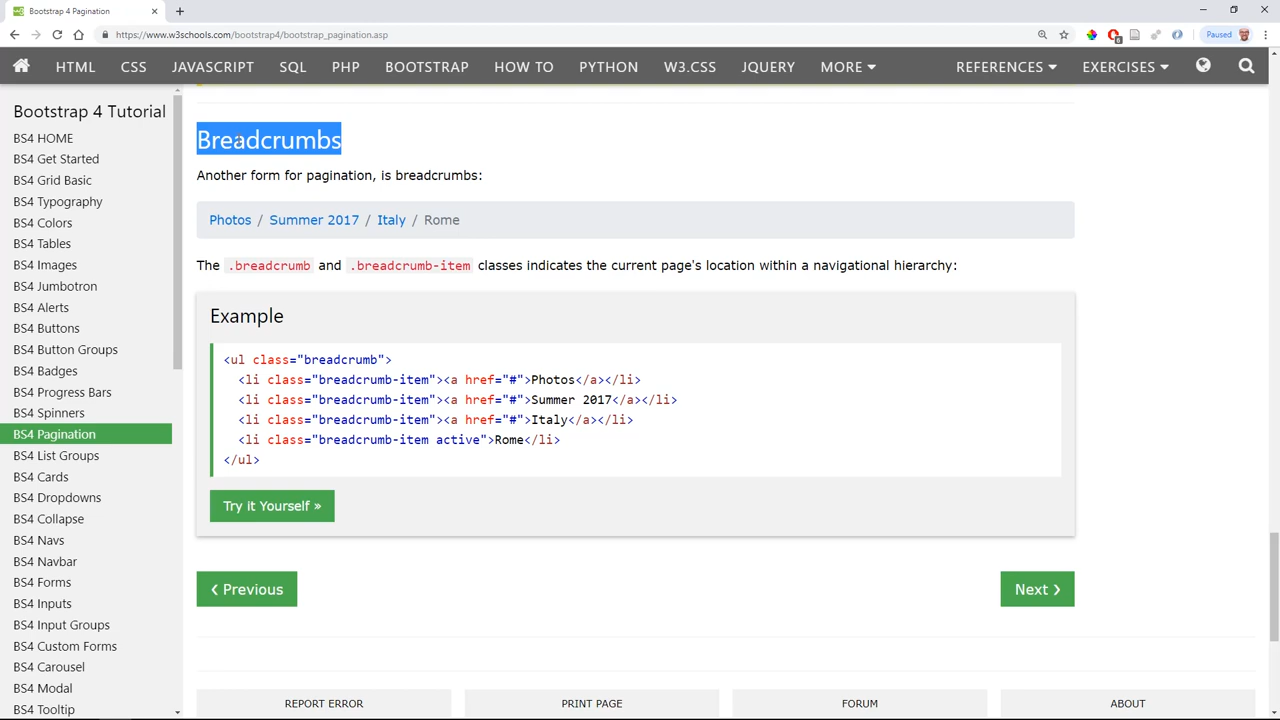 Bootstrap 4 Pagination
https://www.w3schools.com/bootstrap4/bootstrap_pagination.asp
Paused
HTML CSS JAVASCRIPT SQL PHP BOOTSTRAP HOW TO PYTHON W3.CSS JQUERY MORE REFERENCES EXERCISES
Bootstrap 4 Tutorial
BS4 HOME
BS4 Get Started
BS4 Grid Basic
BS4 Typography
BS4 Colors
BS4 Tables
BS4 Images
BS4 Jumbotron
BS4 Alerts
BS4 Buttons
BS4 Button Groups
BS4 Badges
BS4 Progress Bars
BS4 Spinners
BS4 Pagination
BS4 List Groups
BS4 Cards
BS4 Dropdowns
BS4 Collapse
BS4 Navs
BS4 Navbar
BS4 Forms
BS4 Inputs
BS4 Input Groups
BS4 Custom Forms
BS4 Carousel
BS4 Modal
BS4 Tooltip
Breadcrumbs
Another form for pagination, is breadcrumbs:
Photos / Summer 2017 / Italy / Rome
The .breadcrumb and .breadcrumb-item classes indicates the current page's location within a navigational hierarchy:
Example
<ul class="breadcrumb">
<li class="breadcrumb-item"><a href="#">Photos</a></li>
<li class="breadcrumb-item"><a href="#">Summer 2017</a></li>
<li class="breadcrumb-item"><a href="#">Italy</a></li>
<li class="breadcrumb-item active">Rome</li>
</ul>
Try it Yourself »
❮ Previous
Next ❯
REPORT ERROR
PRINT PAGE
FORUM
ABOUT